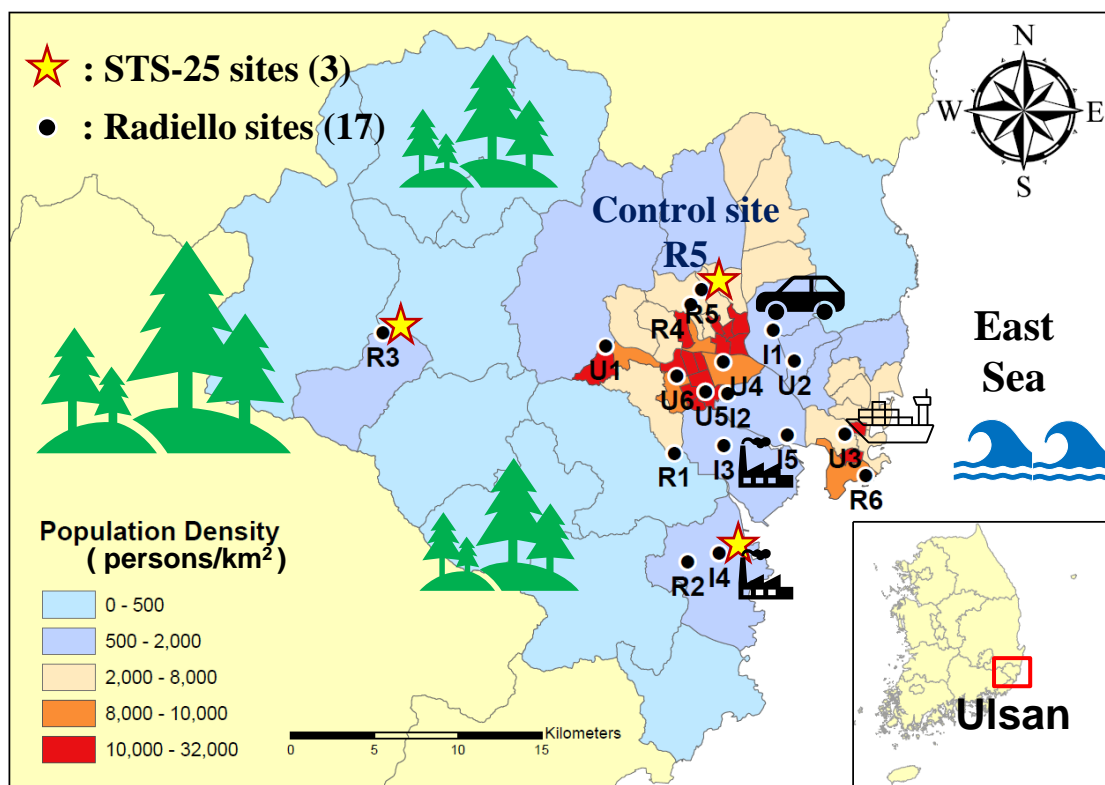 : STS-25 sites (3)
: Radiello sites (17)
N
W
E
S
Control site
R5
R5
R4
R3
I1
U1
U4
U2
U6
U5
I2
East
Sea
R1
I3
I5
U3
R6
R2
I4
Population Density
( persons/km²)
0 - 500
500 - 2,000
2,000 - 8,000
8,000 - 10,000
10,000 - 32,000
Kilometers
0 5 10 15
Ulsan